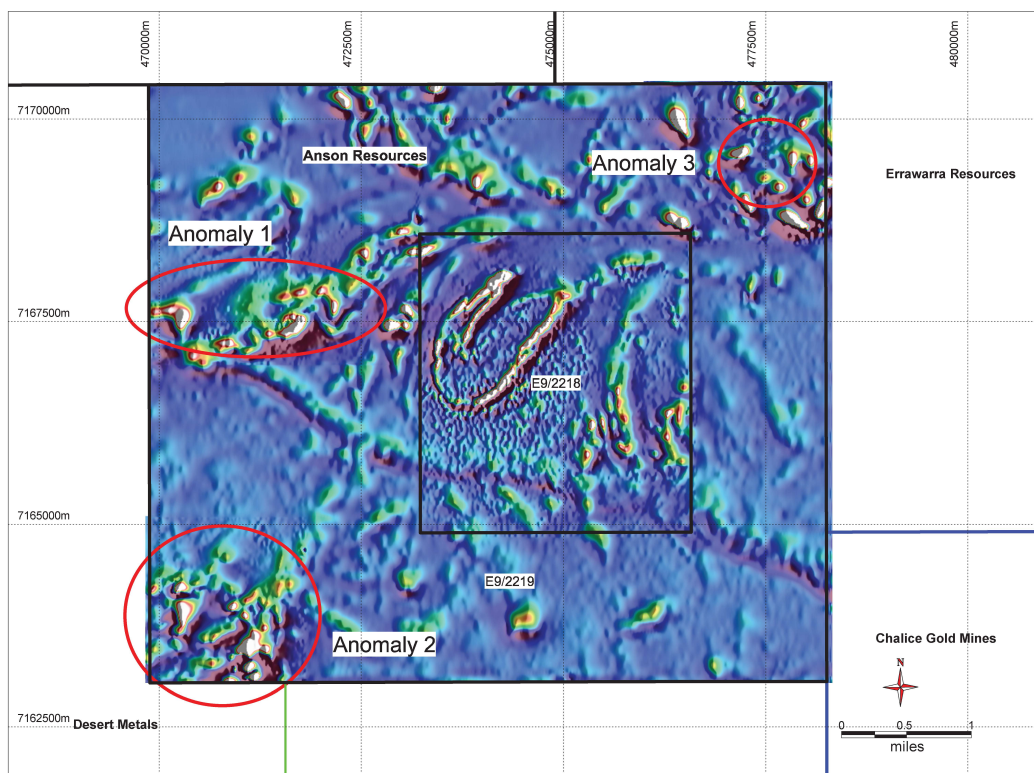 470000m
472500m
475000m
477500m
480000m
7170000m
Anson Resources
Anomaly 3
Errawarra Resources
Anomaly 1
7167500m
E9/2218
7165000m
E9/2219
Anomaly 2
Chalice Gold Mines
N
7162500m
Desert Metals
0 0.5 1
miles